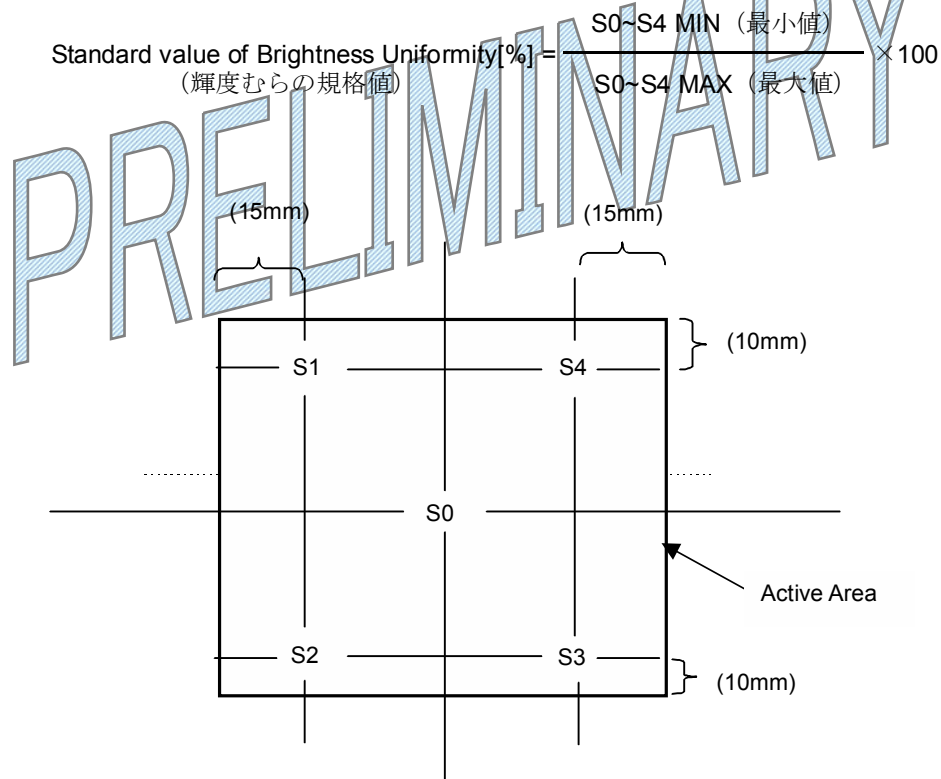 S0~S4 MIN（最小値）
Standard value of Brightness Uniformity[%] = ×100
（輝度むらの規格値） S0~S4 MAX（最大値）
PRELIMINARY
(15mm) (15mm)
(10mm)
S1 S4
S0
Active Area
S2 S3
(10mm)